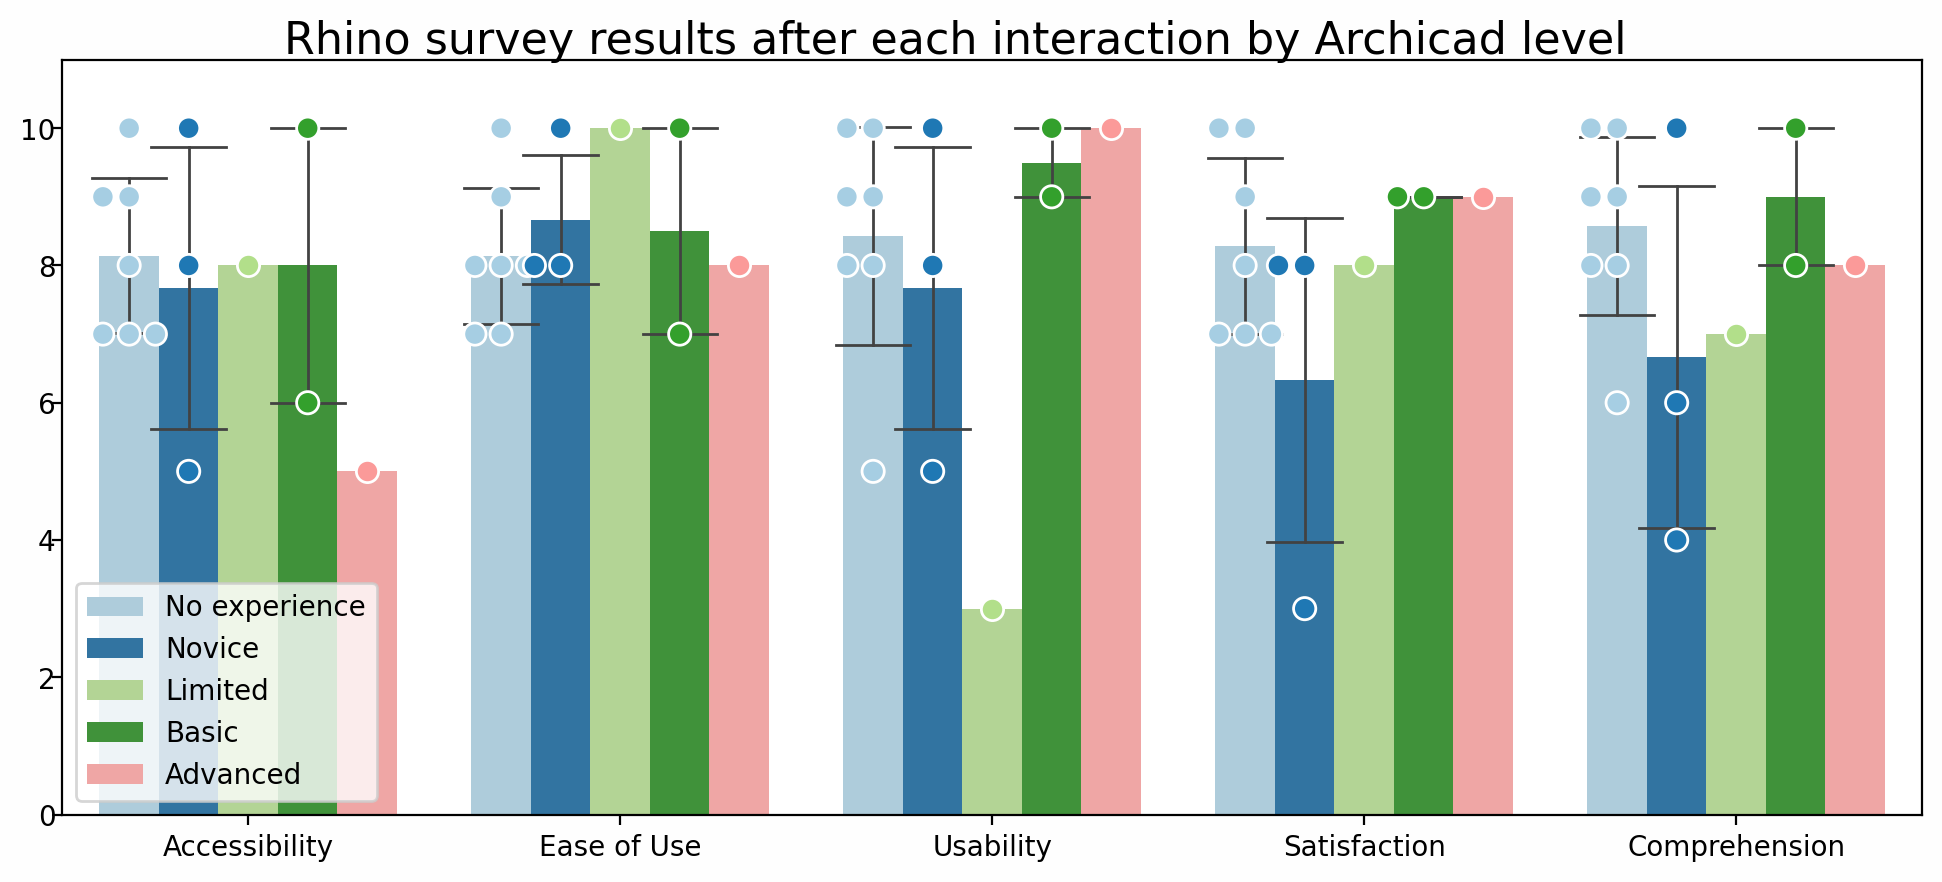 Rhino survey results after each interaction by Archicad level
10
8
6
4
2
0
No experience
Novice
Limited
Basic
Advanced
Accessibility
Ease of Use
Usability
Satisfaction
Comprehension